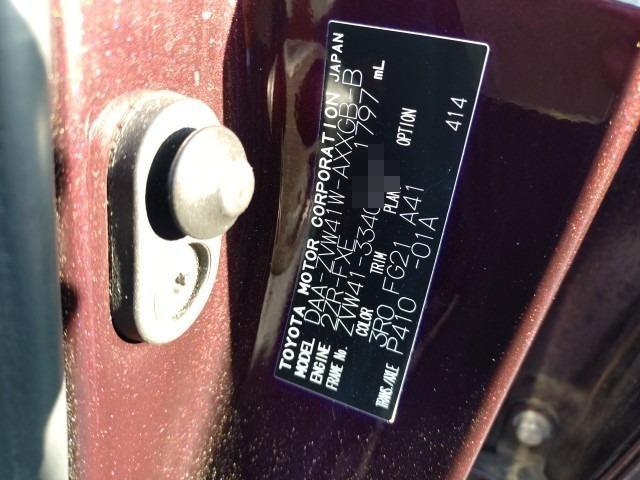 TOYOTA MOTOR CORPORATION JAPAN
MODEL DAA-ZVW41W-AXXGB-B
ENGINE 2ZR-FXE 1797 mL
FRAME No. ZVW41-3340
COLOR TRIM PLANT OPTION
3R0 FG21 A41
TRANS./AXLE P410 -01A 414